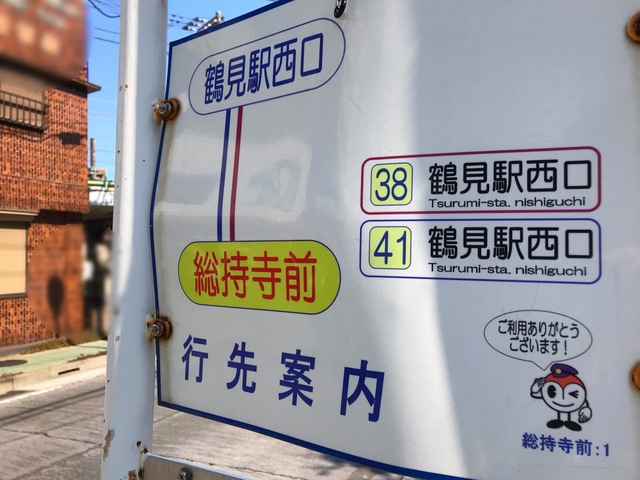 鶴見駅西口
総持寺前
行先案内
38 鶴見駅西口
Tsurumi-sta. nishiguchi
41 鶴見駅西口
Tsurumi-sta. nishiguchi
ご利用ありがとう
ございます!
総持寺前:1